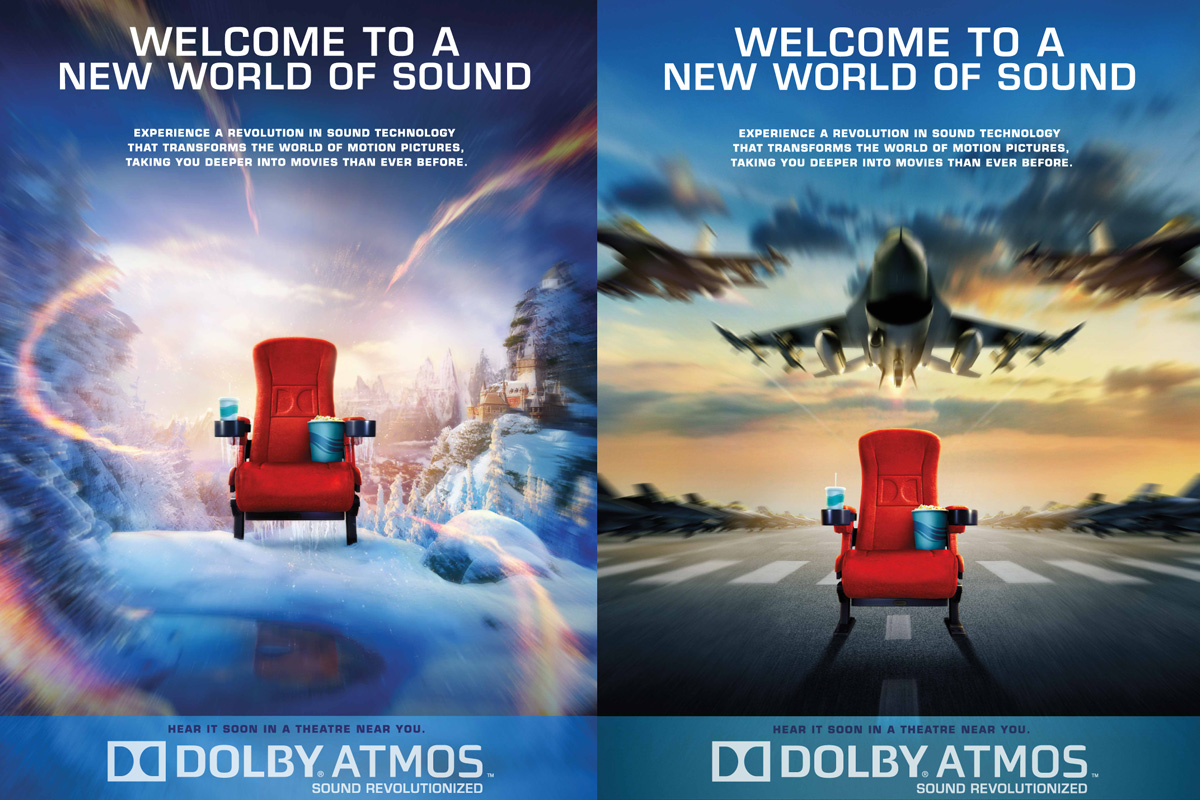 WELCOME TO A
NEW WORLD OF SOUND
EXPERIENCE A REVOLUTION IN SOUND TECHNOLOGY
THAT TRANSFORMS THE WORLD OF MOTION PICTURES,
TAKING YOU DEEPER INTO MOVIES THAN EVER BEFORE.
HEAR IT SOON IN A THEATRE NEAR YOU.
DOLBY® ATMOS™
SOUND REVOLUTIONIZED
WELCOME TO A
NEW WORLD OF SOUND
EXPERIENCE A REVOLUTION IN SOUND TECHNOLOGY
THAT TRANSFORMS THE WORLD OF MOTION PICTURES,
TAKING YOU DEEPER INTO MOVIES THAN EVER BEFORE.
HEAR IT SOON IN A THEATRE NEAR YOU.
DOLBY® ATMOS™
SOUND REVOLUTIONIZED